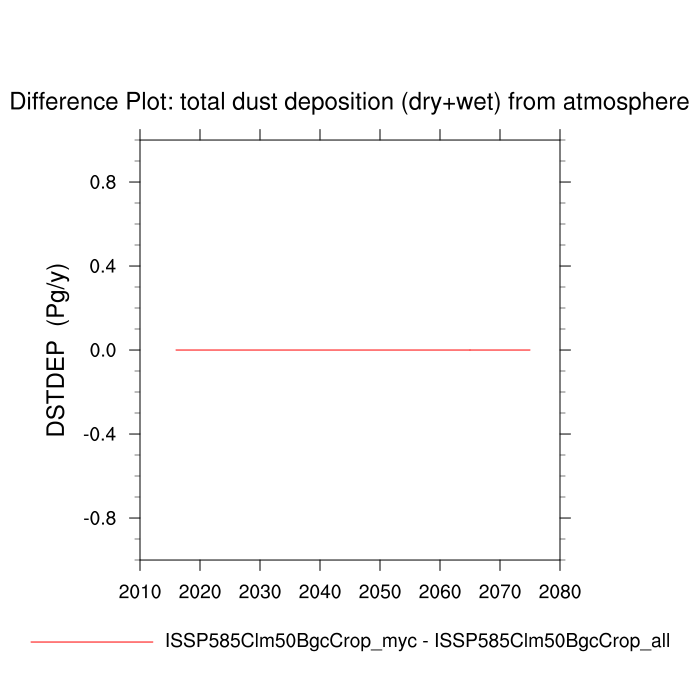 Difference Plot: total dust deposition (dry+wet) from atmosphere
DSTDEP (Pg/y)
0.8
0.4
0.0
-0.4
-0.8
2010 2020 2030 2040 2050 2060 2070 2080
ISSP585Clm50BgcCrop_myc - ISSP585Clm50BgcCrop_all